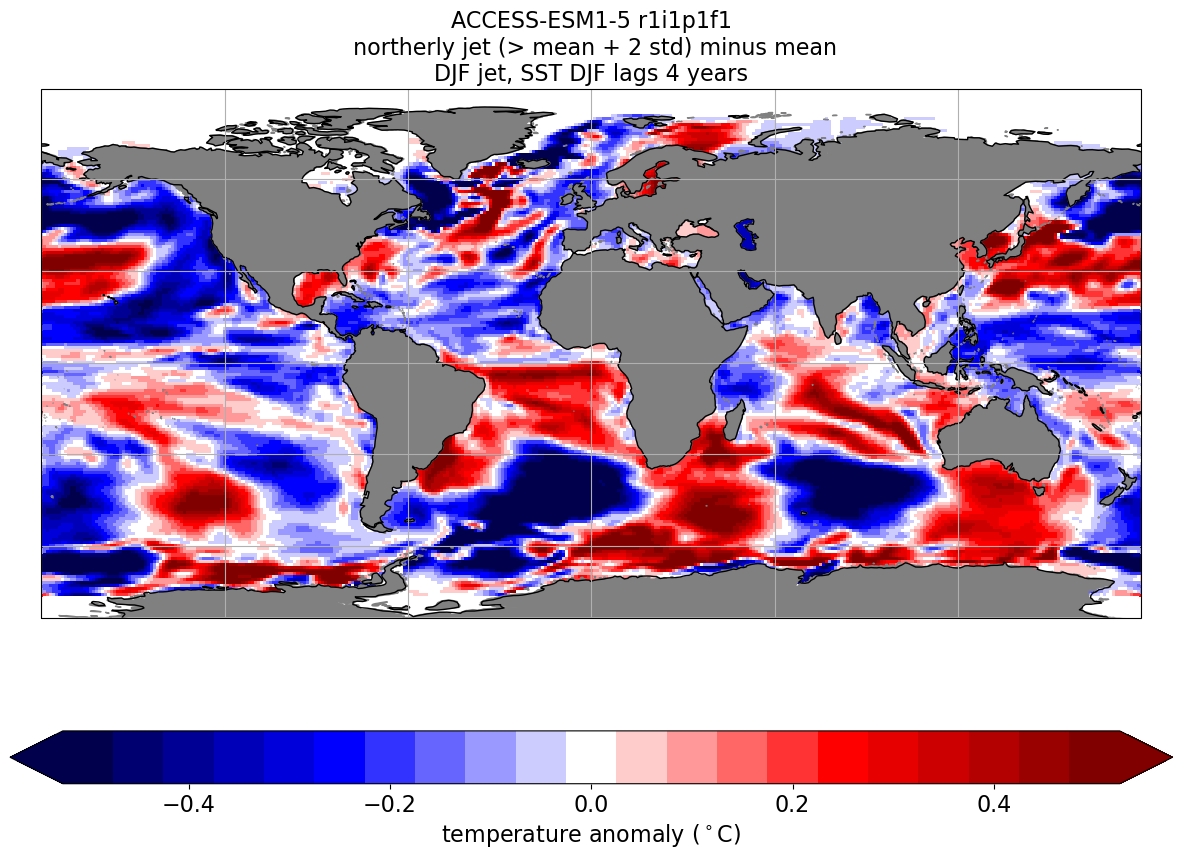 ACCESS-ESM1-5 r1i1p1f1
northerly jet (> mean + 2 std) minus mean
DJF jet, SST DJF lags 4 years
−0.4 −0.2 0.0 0.2 0.4
temperature anomaly (°C)